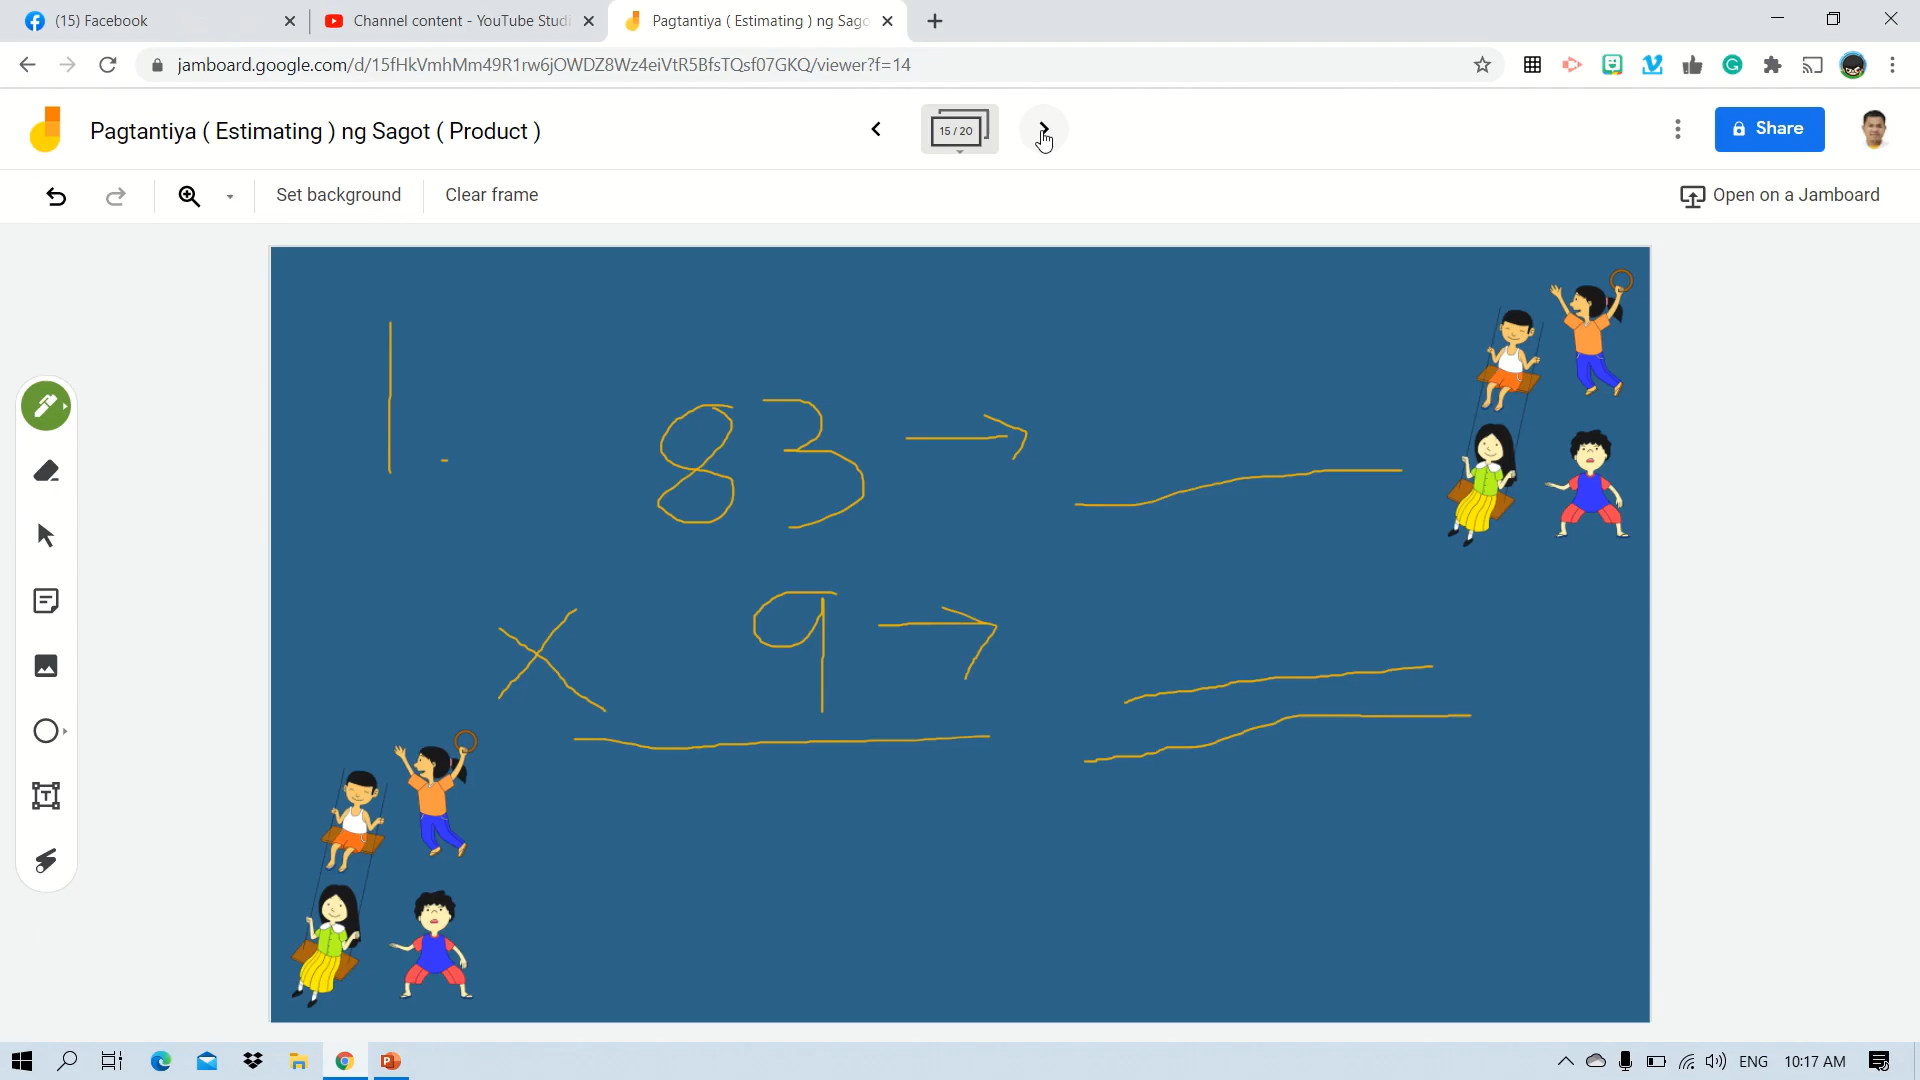 (15) Facebook
Channel content - YouTube Studi
Pagtantiya ( Estimating ) ng Sago
jamboard.google.com/d/15fHkVmhMm49R1rw6jOWDZ8Wz4eiVtR5BfsTQsf07GKQ/viewer?f=14
Pagtantiya ( Estimating ) ng Sagot ( Product )
15 / 20
Share
Set background
Clear frame
Open on a Jamboard
1.
83 →
x 9 →
ENG
10:17 AM